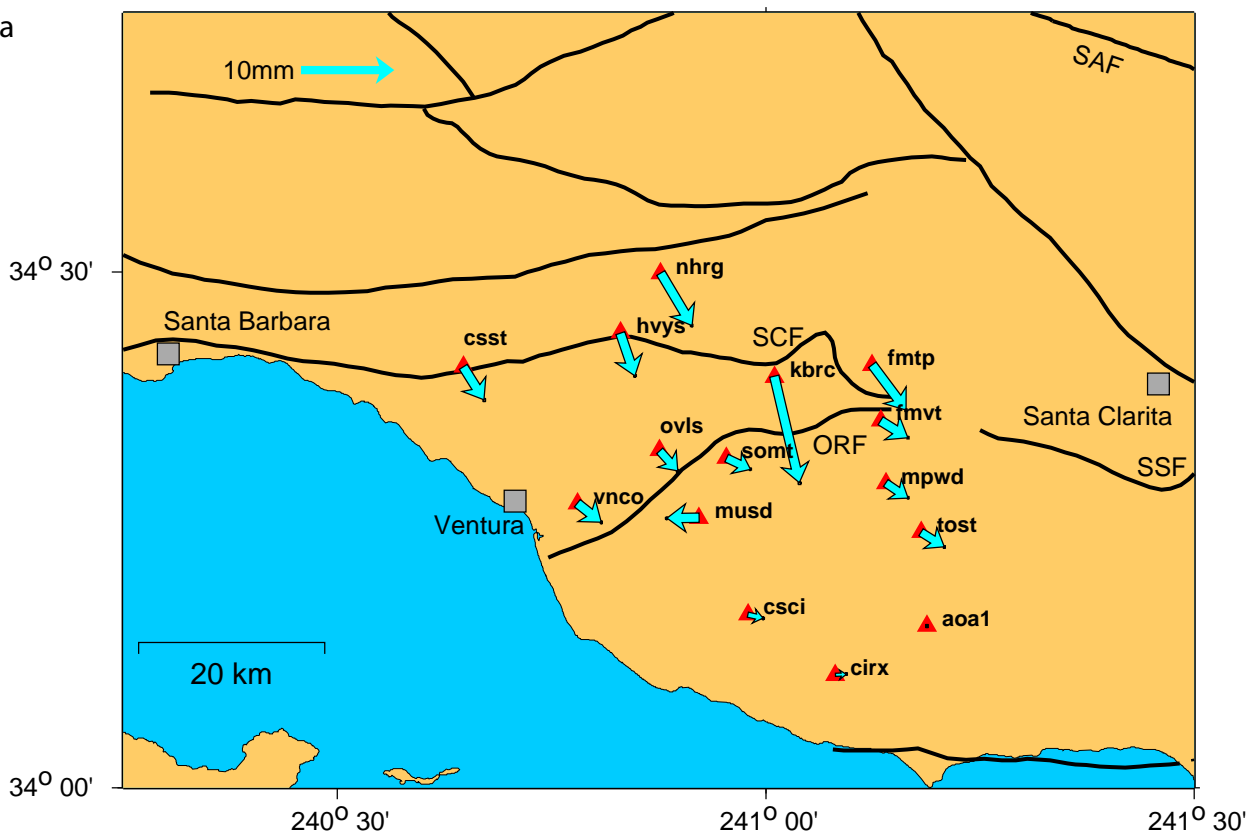 a
10mm
SAF
34° 30'
nhrg
Santa Barbara
hvys
csst
SCF
kbrc
fmtp
fmvt
Santa Clarita
ovls
somt
ORF
SSF
mpwd
vnco
musd
Ventura
tost
csci
aoa1
20 km
cirx
34° 00'
240° 30'
241° 00'
241° 30'